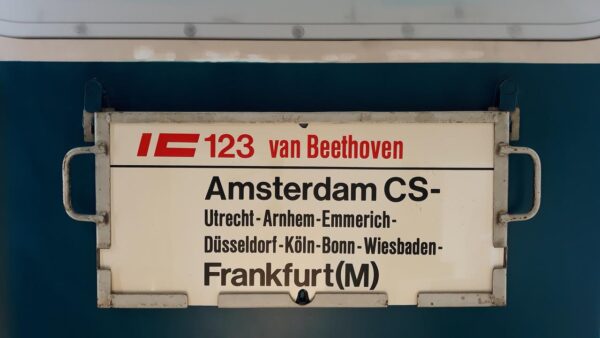 IC 123 van Beethoven
Amsterdam CS-
Utrecht-Arnhem-Emmerich-
Düsseldorf-Köln-Bonn-Wiesbaden-
Frankfurt(M)